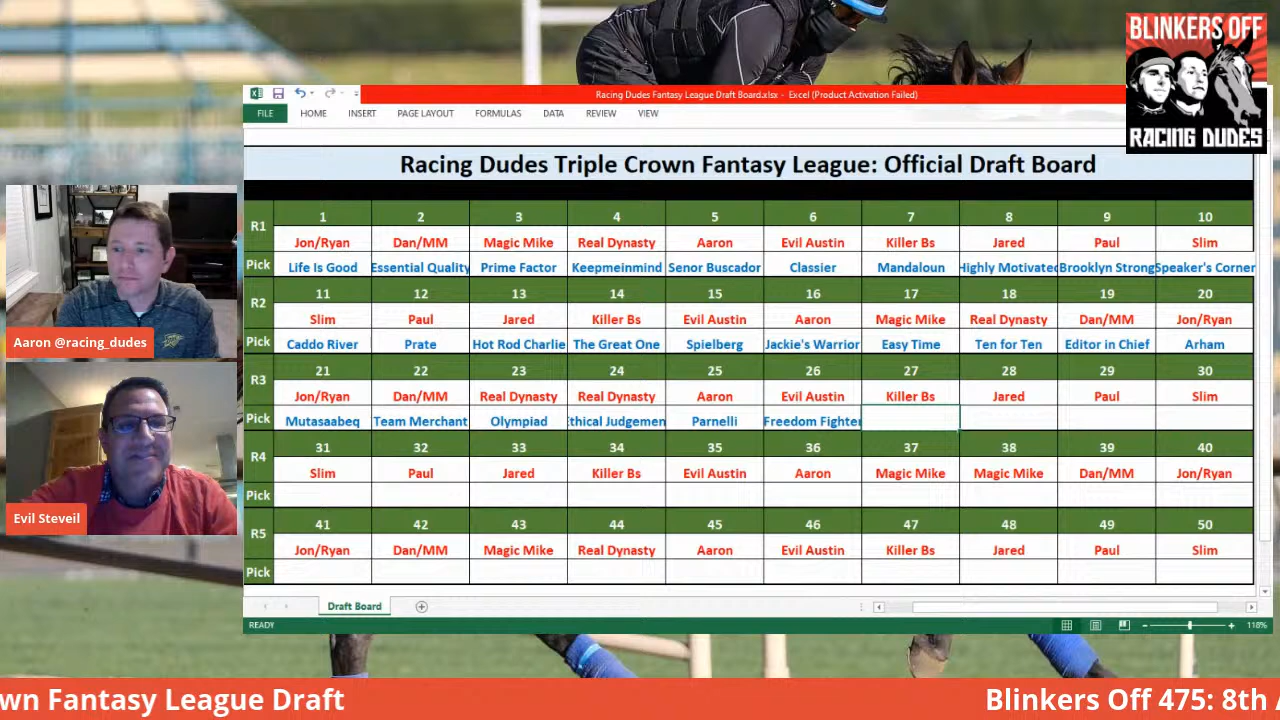 BLINKERS OFF
RACING DUDES
Racing Dudes Fantasy League Draft Board.xlsx - Excel (Product Activation Failed)
FILE HOME INSERT PAGE LAYOUT FORMULAS DATA REVIEW VIEW
Racing Dudes Triple Crown Fantasy League: Official Draft Board
R1 1 2 3 4 5 6 7 8 9 10
Jon/Ryan Dan/MM Magic Mike Real Dynasty Aaron Evil Austin Killer Bs Jared Paul Slim
Pick Life Is Good Essential Quality Prime Factor Keepmeinmind Senor Buscador Classier Mandaloun Highly Motivated Brooklyn Strong Speaker's Corner
R2 11 12 13 14 15 16 17 18 19 20
Slim Paul Jared Killer Bs Evil Austin Aaron Magic Mike Real Dynasty Dan/MM Jon/Ryan
Pick Caddo River Prate Hot Rod Charlie The Great One Spielberg Jackie's Warrior Easy Time Ten for Ten Editor in Chief Arham
R3 21 22 23 24 25 26 27 28 29 30
Jon/Ryan Dan/MM Real Dynasty Real Dynasty Aaron Evil Austin Killer Bs Jared Paul Slim
Pick Mutasaabeq Team Merchant Olympiad Ethical Judgemen Parnelli Freedom Fighter
R4 31 32 33 34 35 36 37 38 39 40
Slim Paul Jared Killer Bs Evil Austin Aaron Magic Mike Magic Mike Dan/MM Jon/Ryan
Pick
R5 41 42 43 44 45 46 47 48 49 50
Jon/Ryan Dan/MM Magic Mike Real Dynasty Aaron Evil Austin Killer Bs Jared Paul Slim
Pick
Draft Board
READY 118%
Aaron @racing_dudes
Evil Steveil
wn Fantasy League Draft
Blinkers Off 475: 8th A